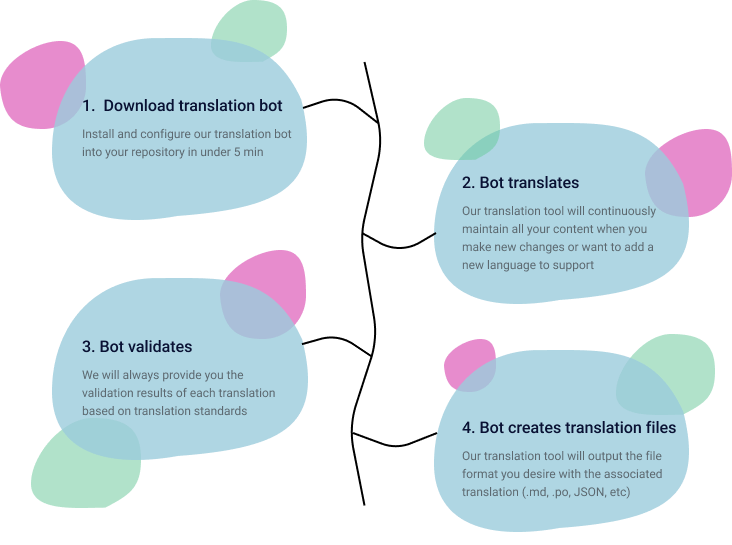 1. Download translation bot
Install and configure our translation bot
into your repository in under 5 min
2. Bot translates
Our translation tool will continuously
maintain all your content when you
make new changes or want to add a
new language to support
3. Bot validates
We will always provide you the
validation results of each translation
based on translation standards
4. Bot creates translation files
Our translation tool will output the file
format you desire with the associated
translation (.md, .po, JSON, etc)